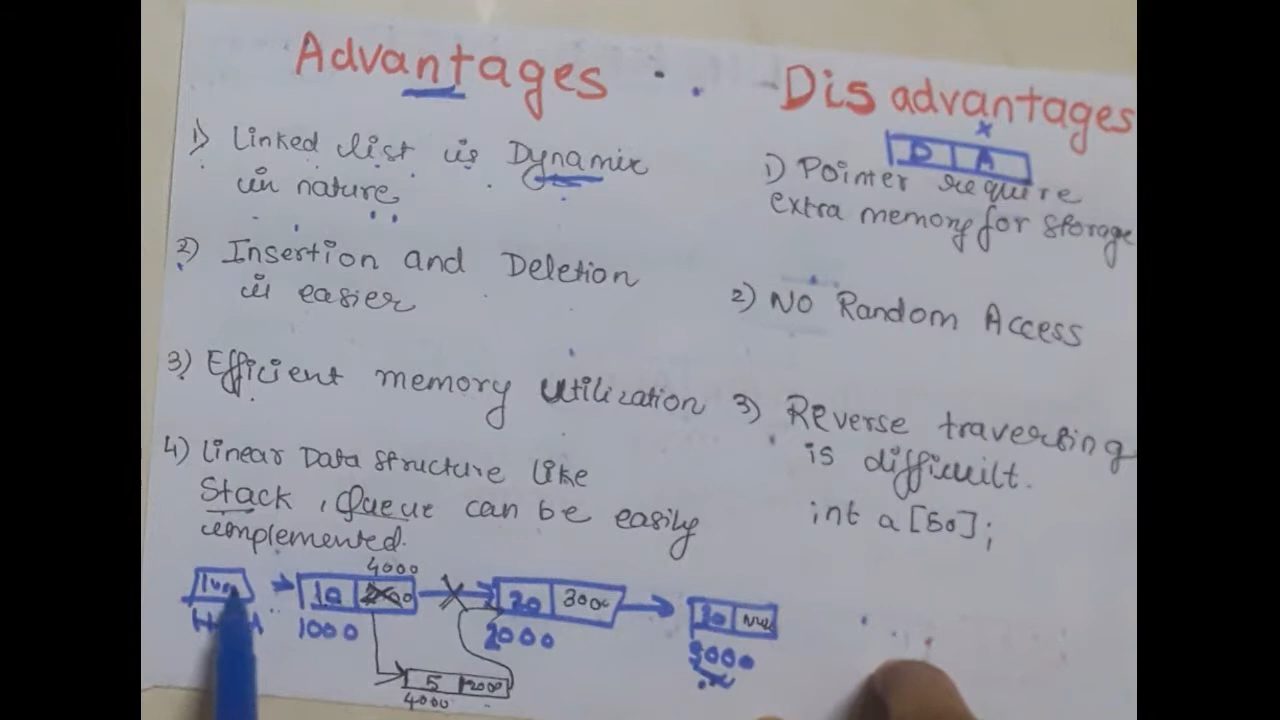 Advantages
1) Linked list is Dynamic
in nature
2) Insertion and Deletion
is easier
3) Efficient memory utilization
4) Linear Data structure like
Stack, Queue can be easily
implemented.
Disadvantages
D A
1) Pointer require
extra memory for storage
2) NO Random Access
3) Reverse traversing
is difficult.
int a[50];
4000
10 20 3000 30
1000 2000 3000
5 2000
4000